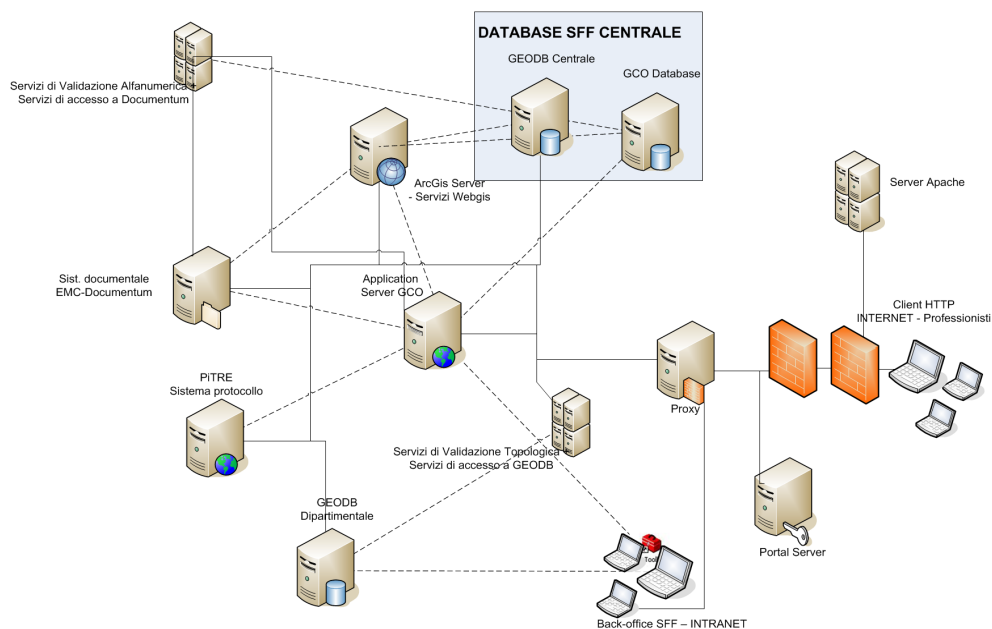 DATABASE SFF CENTRALE
GEODB Centrale
GCO Database
Servizi di Validazione Alfanumerica +
Servizi di accesso a Documentum
ArcGis Server
- Servizi Webgis
Server Apache
Sist. documentale
EMC-Documentum
Application
Server GCO
Client HTTP
INTERNET - Professionisti
PiTRE
Sistema protocollo
Proxy
Servizi di Validazione Topologica +
Servizi di accesso a GEODB
GEODB
Dipartimentale
Portal Server
Tool
Back-office SFF – INTRANET